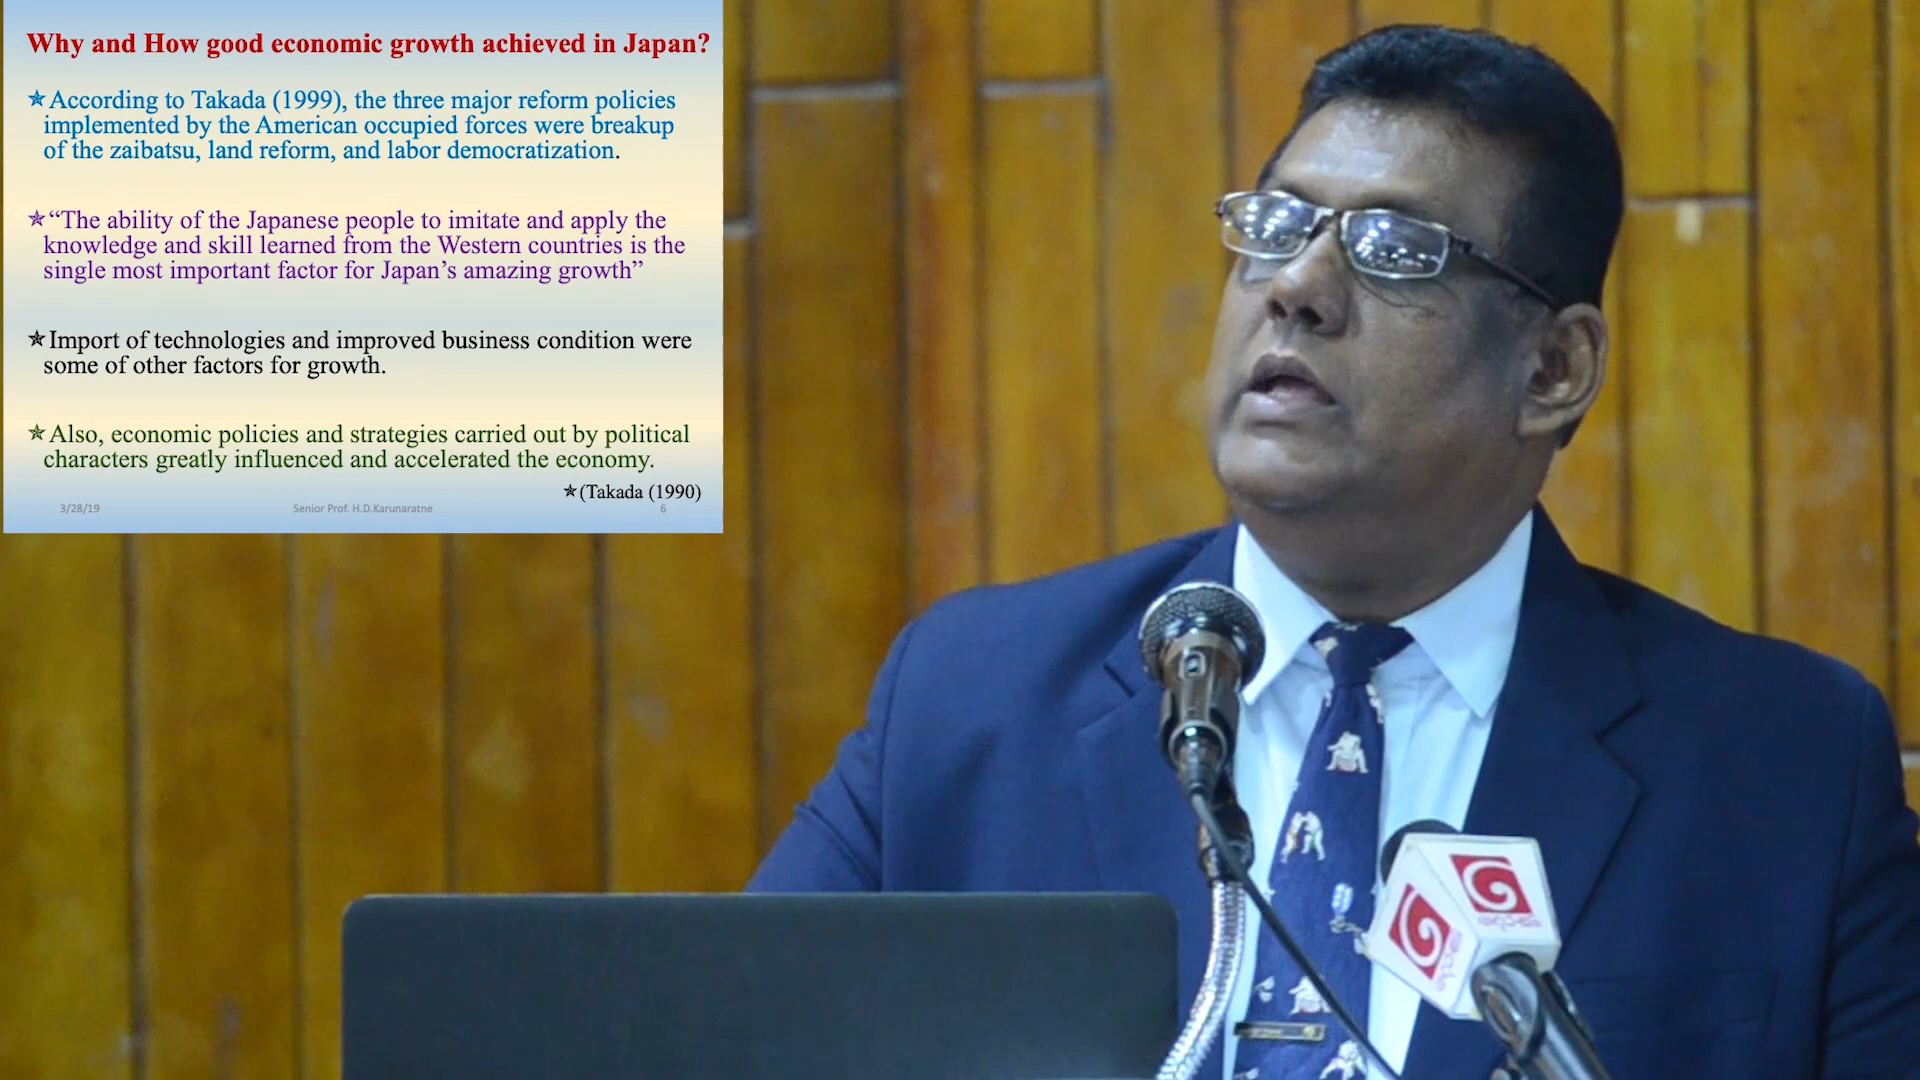 Why and How good economic growth achieved in Japan?
✯According to Takada (1999), the three major reform policies
implemented by the American occupied forces were breakup
of the zaibatsu, land reform, and labor democratization.
✯“The ability of the Japanese people to imitate and apply the
knowledge and skill learned from the Western countries is the
single most important factor for Japan’s amazing growth”
✯Import of technologies and improved business condition were
some of other factors for growth.
✯Also, economic policies and strategies carried out by political
characters greatly influenced and accelerated the economy.
✯(Takada (1990)
3/28/19 Senior Prof. H.D.Karunaratne 6